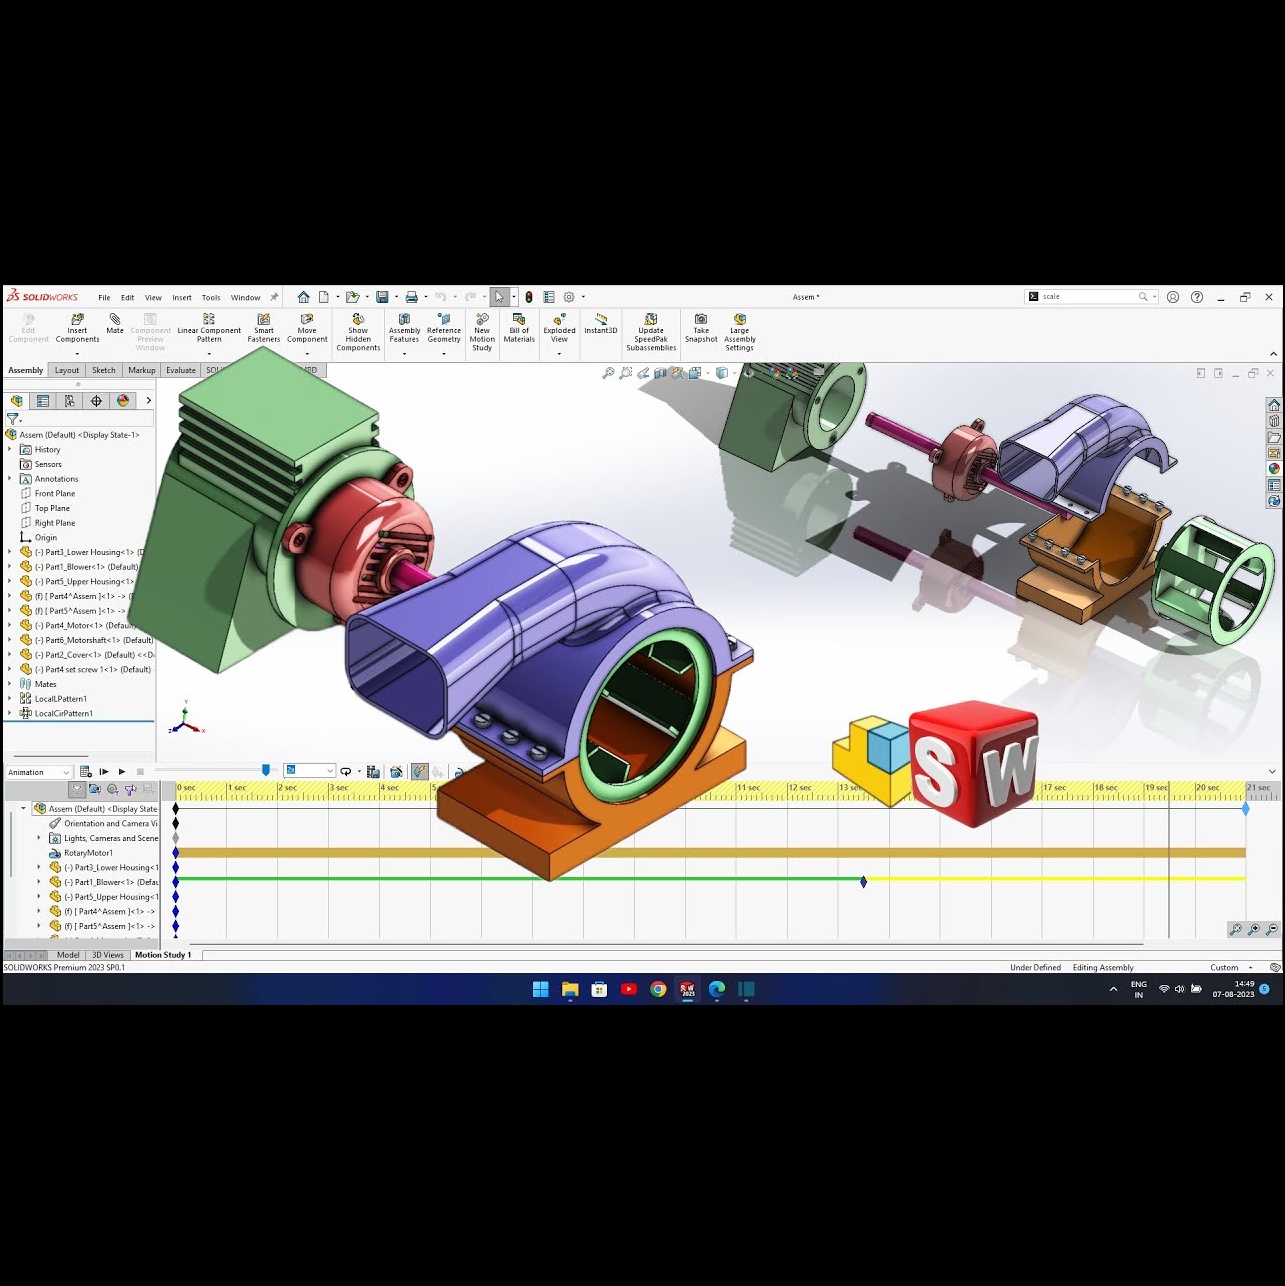 SOLIDWORKS File Edit View Insert Tools Window Assem * scale
Edit Component
Insert Components
Mate
Component Preview Window
Linear Component Pattern
Smart Fasteners
Move Component
Show Hidden Components
Assembly Features
Reference Geometry
New Motion Study
Bill of Materials
Exploded View
Instant3D
Update SpeedPak Subassemblies
Take Snapshot
Large Assembly Settings
Assembly Layout Sketch Markup Evaluate
Assem (Default) <Display State-1>
History
Sensors
Annotations
Front Plane
Top Plane
Right Plane
Origin
(-) Part3_Lower Housing<1> (D
(-) Part1_Blower<1> (Default)
(-) Part5_Upper Housing<1>
(f) [ Part4^Assem ]<1> ->
(f) [ Part5^Assem ]<1> ->
(-) Part4_Motor<1> (Default)
(-) Part6_Motorshaft<1> (Default)
(-) Part2_Cover<1> (Default) <<D
(-) Part4 set screw 1<1> (Default)
Mates
LocalLPattern1
LocalCirPattern1
S W
Animation
0 sec 1 sec 2 sec 3 sec 4 sec 11 sec 12 sec 13 sec 17 sec 18 sec 19 sec 20 sec 21 sec
Assem (Default) <Display State
Orientation and Camera Vi
Lights, Cameras and Scene
RotaryMotor1
(-) Part3_Lower Housing<1
(-) Part1_Blower<1> (Defau
(-) Part5_Upper Housing<1
(f) [ Part4^Assem ]<1> ->
(f) [ Part5^Assem ]<1> ->
Model 3D Views Motion Study 1
SOLIDWORKS Premium 2023 SP0.1 Under Defined Editing Assembly Custom
ENG 14:49
IN 07-08-2023